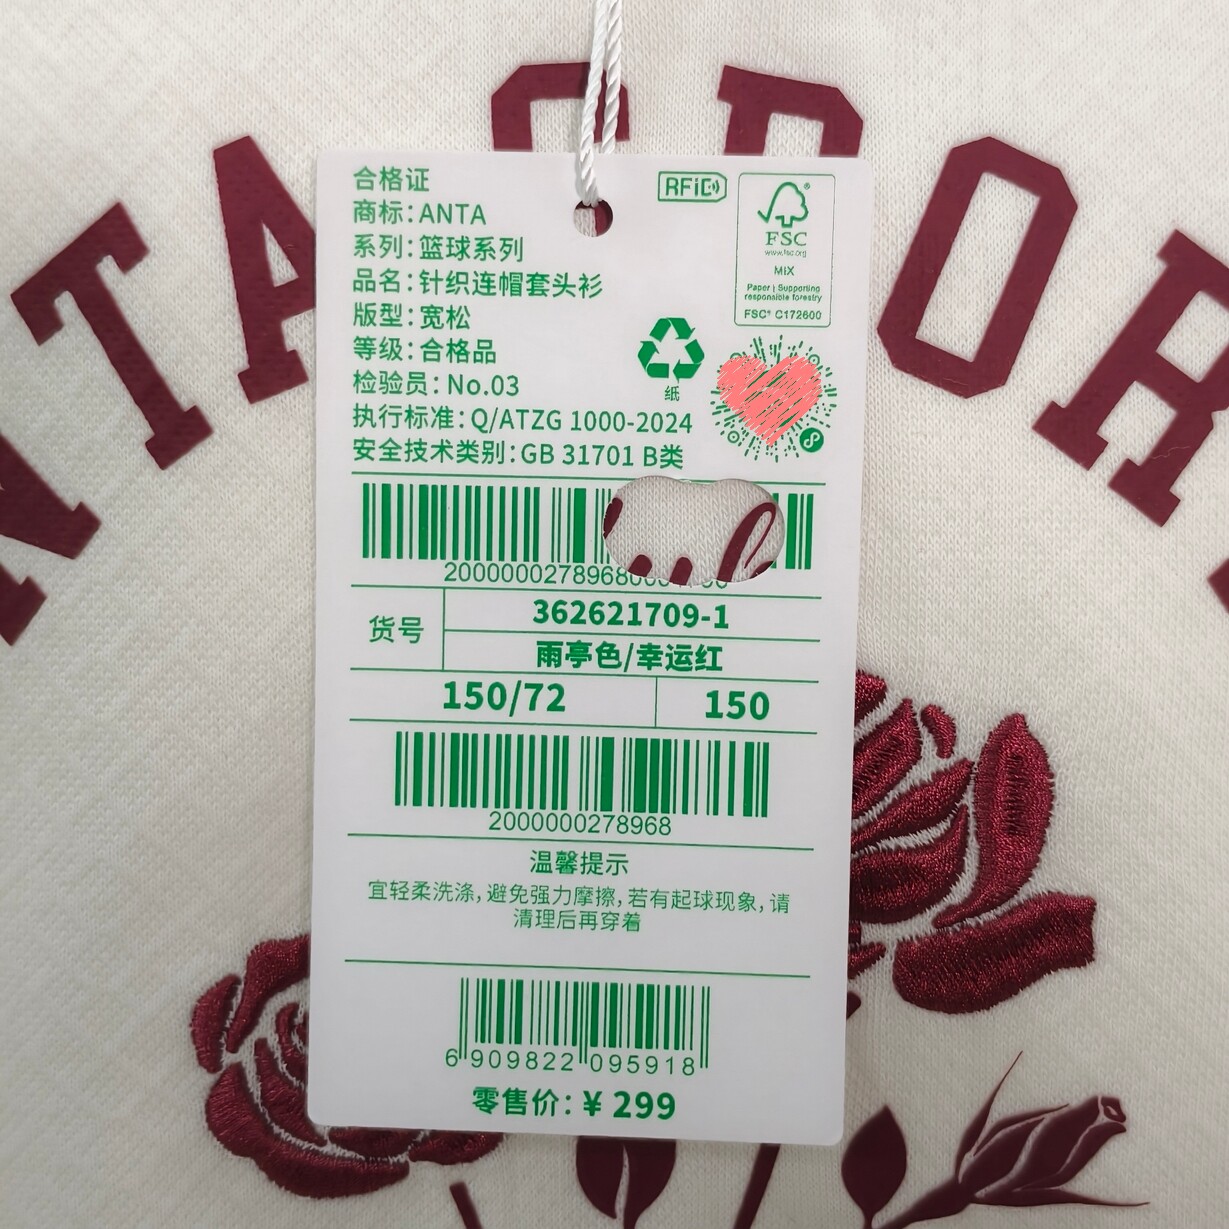 合格证
商标：ANTA
系列：篮球系列
品名：针织连帽套头衫
版型：宽松
等级：合格品
检验员：No.03
执行标准：Q/ATZG 1000-2024
安全技术类别：GB 31701 B类
RFID
FSC
www.fsc.org
MIX
Paper | Supporting
responsible forestry
FSC® C172600
纸
货号
362621709-1
雨亭色/幸运红
150/72
150
2000000278968
温馨提示
宜轻柔洗涤，避免强力摩擦，若有起球现象，请
清理后再穿着
6 909822 095918
零售价：¥ 299